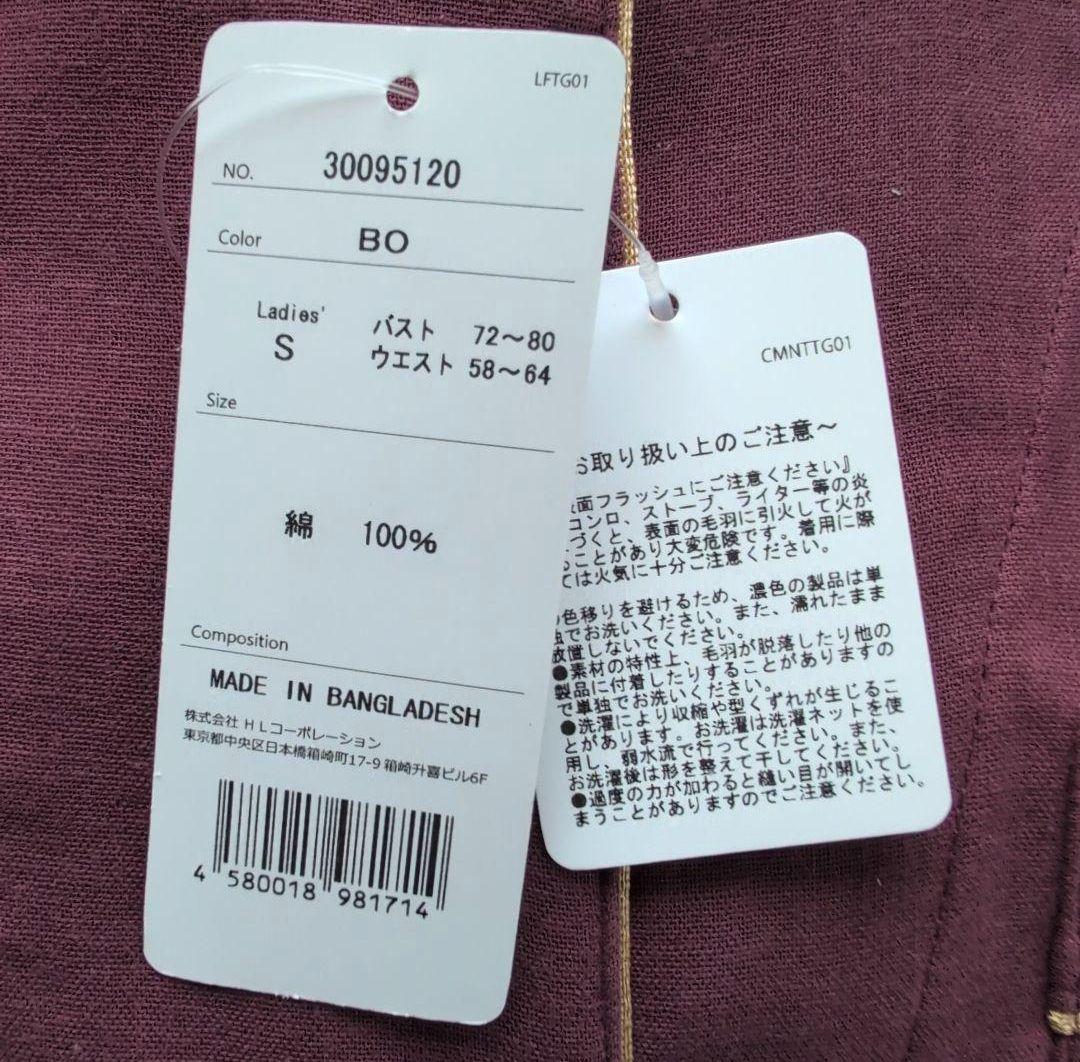 LFTG01
NO. 30095120
Color BO
Ladies' バスト 72～80
S ウエスト 58～64
Size
綿 100%
Composition
MADE IN BANGLADESH
株式会社 HLコーポレーション
東京都中央区日本橋箱崎町17-9 箱崎升喜ビル6F
4 580018 981714
CMNTTG01
お取り扱い上のご注意～
面フラッシュにご注意ください』
コンロ、ストーブ、ライター等の炎
づくと、表面の毛羽に引火して火が
ることがあり大変危険です。着用に際
ては火気に十分ご注意ください。
色移りを避けるため、濃色の製品は単
独でお洗いください。また、濡れたまま
放置しないでください。
●素材の特性上、毛羽が脱落したり他の
製品に付着したりすることがありますの
で単独でお洗いください。
●洗濯により収縮や型くずれが生じるこ
とがあります。お洗濯は洗濯ネットを使
用し、弱水流で行ってください。また、
お洗濯後は形を整えて干してください。
●過度の力が加わると縫い目が開いてし
まうことがありますのでご注意ください。